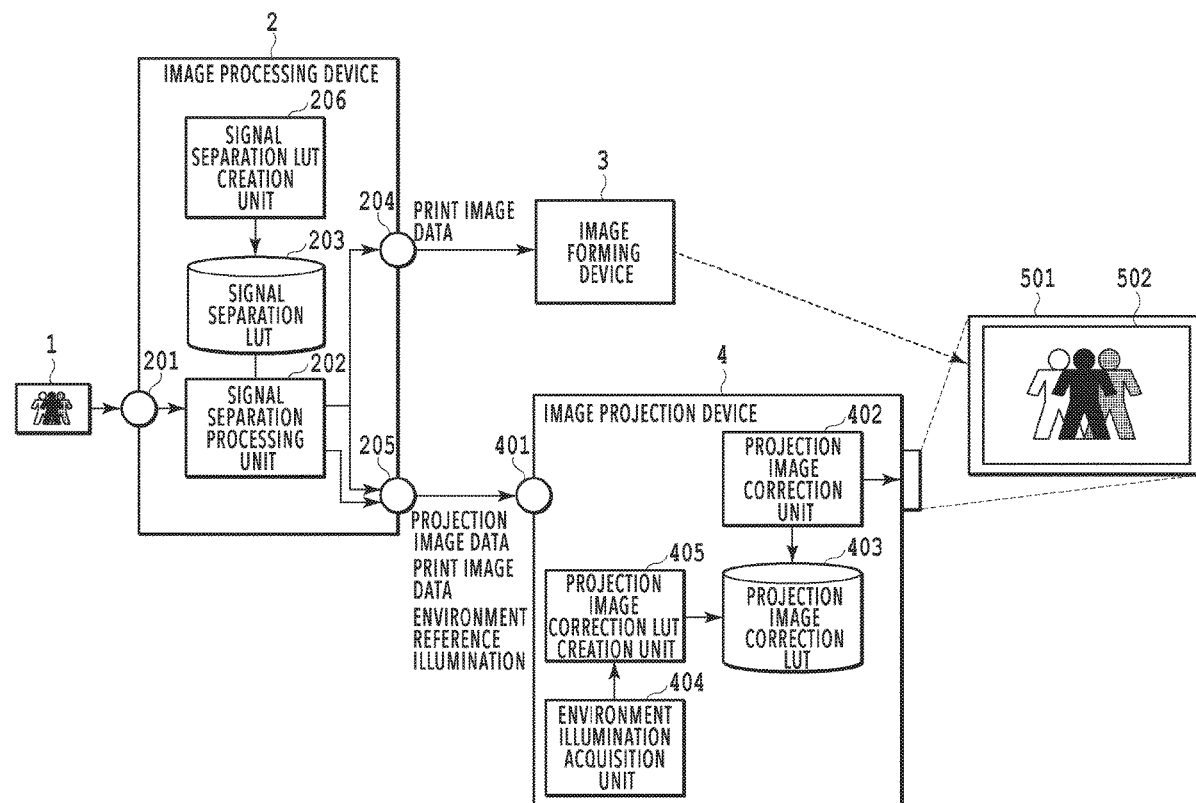 2
IMAGE PROCESSING DEVICE
206
SIGNAL
SEPARATION LUT
CREATION
UNIT
203
SIGNAL
SEPARATION
LUT
1
201
202
SIGNAL
SEPARATION
PROCESSING
UNIT
204
PRINT IMAGE
DATA
205
PROJECTION
IMAGE DATA
PRINT IMAGE
DATA
ENVIRONMENT
REFERENCE
ILLUMINATION
3
IMAGE
FORMING
DEVICE
501
502
4
IMAGE PROJECTION DEVICE
401
402
PROJECTION
IMAGE
CORRECTION
UNIT
403
PROJECTION
IMAGE
CORRECTION
LUT
405
PROJECTION
IMAGE
CORRECTION LUT
CREATION UNIT
404
ENVIRONMENT
ILLUMINATION
ACQUISITION
UNIT